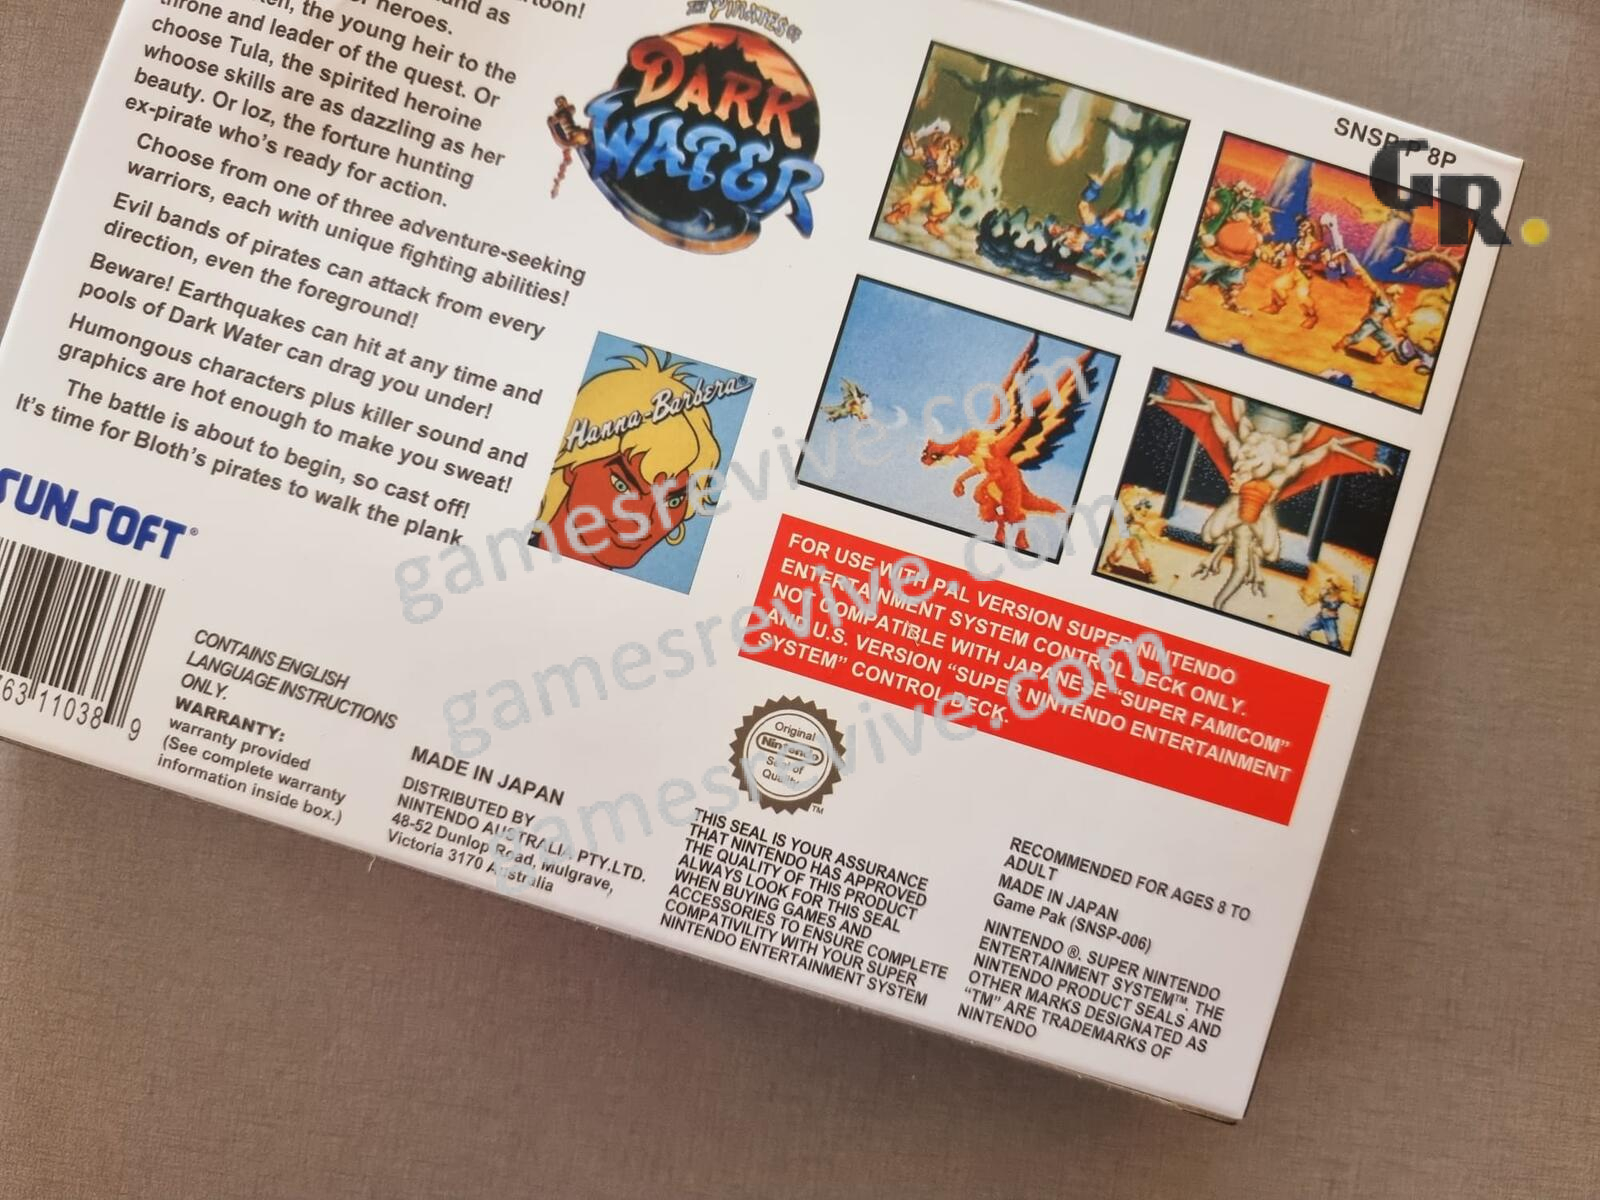 toon!
and as
heroes.
the young heir to the
throne and leader of the quest. Or
choose Tula, the spirited heroine
whoose skills are as dazzling as her
beauty. Or Ioz, the forture hunting
ex-pirate who's ready for action.
Choose from one of three adventure-seeking
warriors, each with unique fighting abilities!
Evil bands of pirates can attack from every
direction, even the foreground!
Beware! Earthquakes can hit at any time and
pools of Dark Water can drag you under!
Humongous characters plus killer sound and
graphics are hot enough to make you sweat!
The battle is about to begin, so cast off!
It's time for Bloth's pirates to walk the plank
THE PIRATES OF
DARK
WATER
Hanna-Barbera®
SUNSOFT®
63 11038 9
CONTAINS ENGLISH
LANGUAGE INSTRUCTIONS
ONLY.
WARRANTY:
warranty provided
(See complete warranty
information inside box.)
MADE IN JAPAN
DISTRIBUTED BY
NINTENDO AUSTRALIA PTY.LTD.
48-52 Dunlop Road, Mulgrave,
Victoria 3170 Australia
SNSP P 8P
GR.
FOR USE WITH PAL VERSION SUPER NINTENDO
ENTERTAINMENT SYSTEM CONTROL DECK ONLY.
NOT COMPATIBLE WITH JAPANESE "SUPER FAMICOM"
AND U.S. VERSION "SUPER NINTENDO ENTERTAINMENT
SYSTEM" CONTROL DECK.
Original
Nintendo
Seal of
Quality
TM
THIS SEAL IS YOUR ASSURANCE
THAT NINTENDO HAS APPROVED
THE QUALITY OF THIS PRODUCT
ALWAYS LOOK FOR THIS SEAL
WHEN BUYING GAMES AND
ACCESSORIES TO ENSURE COMPLETE
COMPATIVILITY WITH YOUR SUPER
NINTENDO ENTERTAINMENT SYSTEM
RECOMMENDED FOR AGES 8 TO
ADULT
MADE IN JAPAN
Game Pak (SNSP-006)
NINTENDO ®. SUPER NINTENDO
ENTERTAINMENT SYSTEM™ THE
NINTENDO PRODUCT SEALS AND
OTHER MARKS DESIGNATED AS
"TM" ARE TRADEMARKS OF
NINTENDO
gamesrevive.com
gamesrevive.com
gamesrevive.com